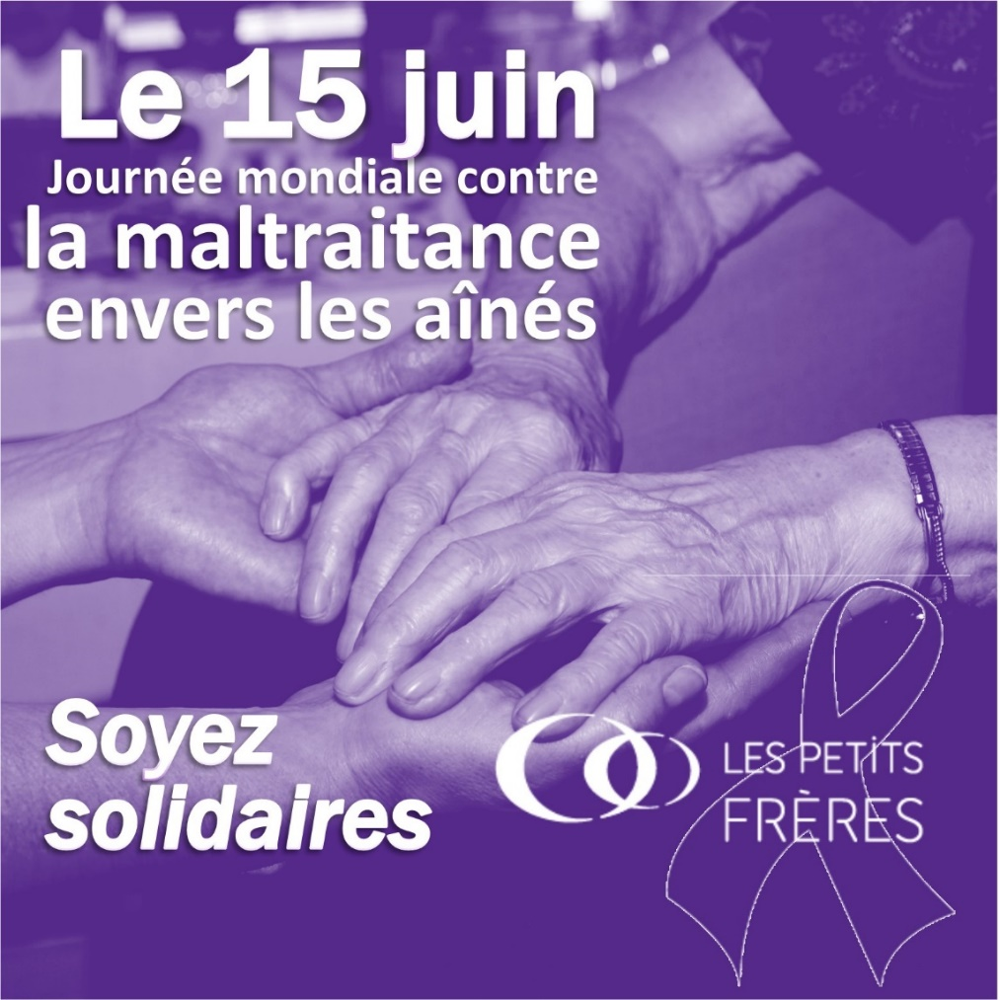 Le 15 juin
Journée mondiale contre
la maltraitance
envers les aînés
Soyez
solidaires
LES PETITS
FRÈRES